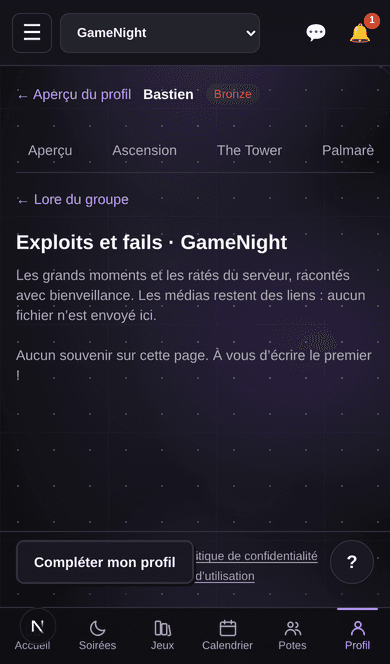 ☰ GameNight 1
← Aperçu du profil Bastien Bronze
Aperçu Ascension The Tower Palmarè
← Lore du groupe
Exploits et fails · GameNight
Les grands moments et les ratés du serveur, racontés
avec bienveillance. Les médias restent des liens : aucun
fichier n’est envoyé ici.
Aucun souvenir sur cette page. À vous d’écrire le premier
!
Compléter mon profil
itique de confidentialité
d’utilisation
?
N
Accueil Soirées Jeux Calendrier Potes Profil